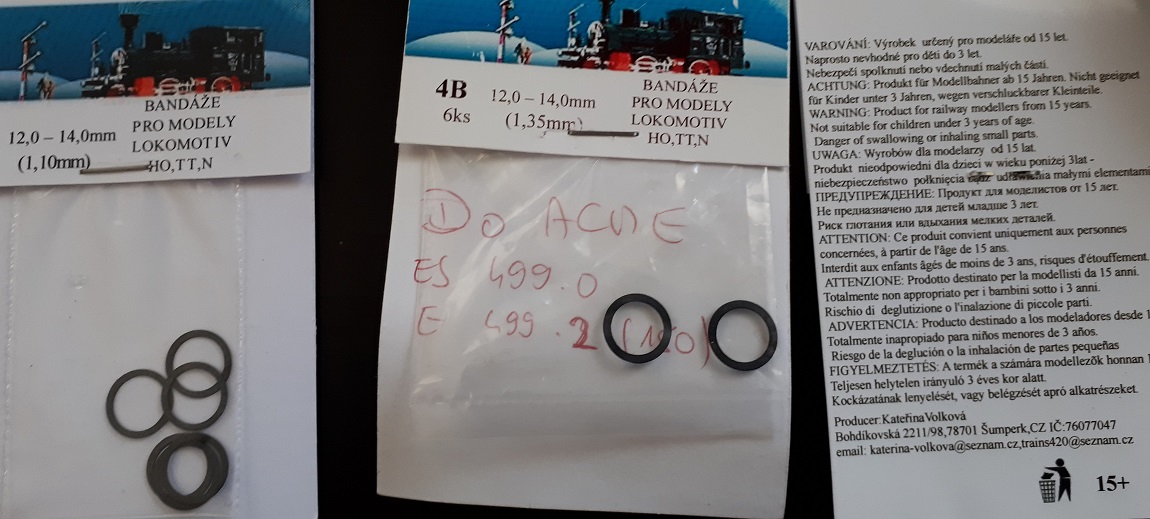 BANDÁŽE
12,0 – 14,0mm PRO MODELY
LOKOMOTIV
(1,10mm) HO,TT,N
4B 12,0 – 14,0mm BANDÁŽE
6ks (1,35mm) PRO MODELY
LOKOMOTIV
HO,TT,N
Do ACME
ES 499.0
E 499.2
VAROVÁNÍ: Výrobek určený pro modeláře od 15 let.
Naprosto nevhodné pro děti do 3 let.
Nebezpečí spolknutí nebo vdechnutí malých částí.
ACHTUNG: Produkt für Modellbahner ab 15 Jahren. Nicht geeignet
für Kinder unter 3 Jahren, wegen verschluckbarer Kleinteile.
WARNING: Product for railway modellers from 15 years.
Not suitable for children under 3 years of age.
Danger of swallowing or inhaling small parts.
UWAGA: Wyrobów dla modelarzy od 15 lat.
Produkt nieodpowiedni dla dzieci w wieku poniżej 3lat -
niebezpieczeństwo połknięcia małymi elementami
ПРЕДУПРЕЖДЕНИЕ: Продукт для моделистов от 15 лет.
Не предназначено для детей младше 3 лет.
Риск глотания или вдыхания мелких деталей.
ATTENTION: Ce produit convient uniquement aux personnes
concernées, à partir de l'âge de 15 ans.
Interdit aux enfants âgés de moins de 3 ans, risques d'étouffement.
ATTENZIONE: Prodotto destinato per la modellisti da 15 anni.
Totalmente non appropriato per i bambini sotto i 3 anni.
Rischio di deglutizione o l'inalazione di piccole parti.
ADVERTENCIA: Producto destinado a los modeladores desde 1
Totalmente inapropiado para niños menores de 3 años.
Riesgo de la deglución o la inhalación de partes pequeñas
FIGYELMEZTETÉS: A termék a számára modellezők honnan 1
Teljesen helytelen irányuló 3 éves kor alatt.
Kockázatának lenyelését, vagy belégzését apró alkatrészeket.
Producer:KateřinaVolková
Bohdíkovská 2211/98,78701 Šumperk,CZ IČ:76077047
email: katerina-volkova@seznam.cz,trains420@seznam.cz
15+